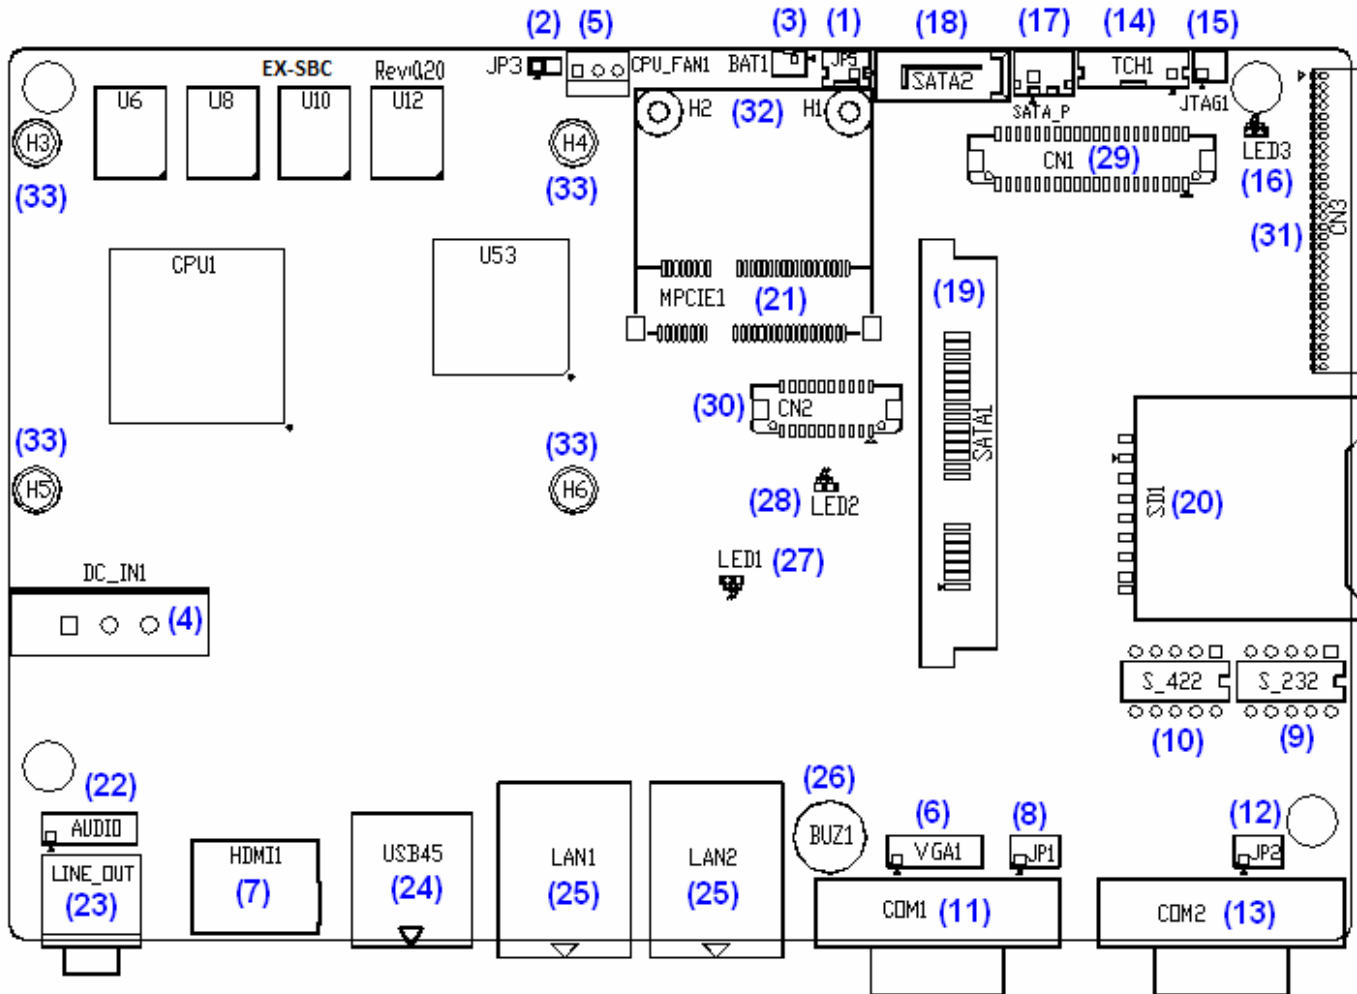 (2) (5) (3) (1) (18) (17) (14) (15)
EX-SBC ReviQ20 JP3 CPU_FAN1 BAT1 JP5 SATA2 TCH1
U6 U8 U10 U12 H2 (32) H1 SATA_P JTAG1
H3 H4 CN1 (29) LED3
(33) (33) (16)
CN3
(31)
CPU1 U53
MPCIE1 (21) (19)
(30) CN2 SATA1
(33) (33)
H5 H6 (28) LED2 SD1 (20)
LED1 (27)
DC_IN1
(4)
S_422 S_232
(10) (9)
(22) (26) (6) (8) (12)
AUDIO BUZ1 VGA1 JP1 JP2
LINE_OUT HDMI1 USB45 LAN1 LAN2
(23) (7) (24) (25) (25) COM1 (11) COM2 (13)